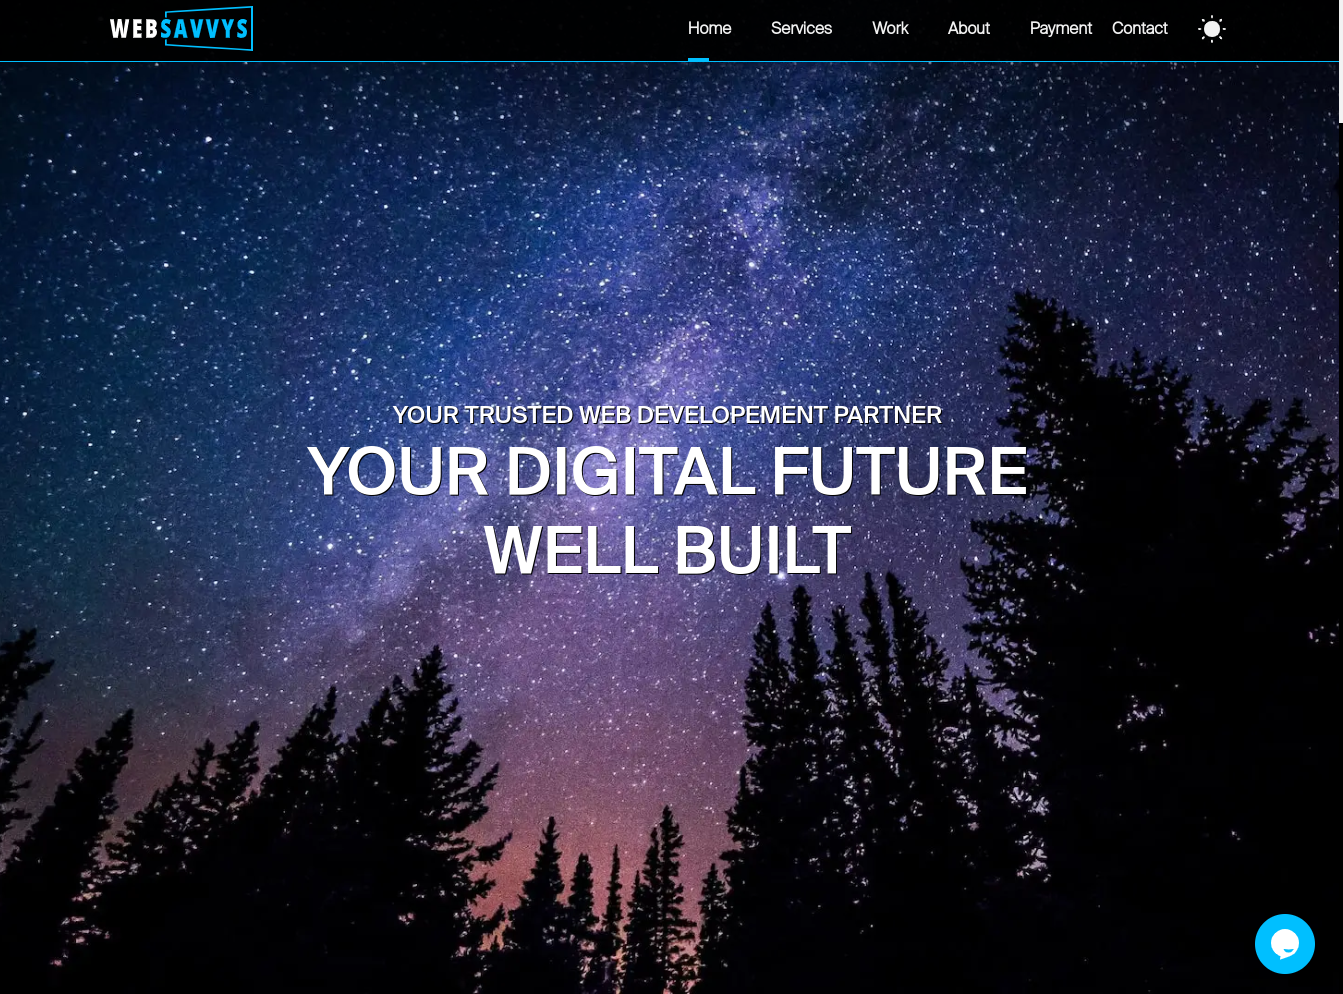 WEBSAVVYS
Home Services Work About Payment Contact
YOUR TRUSTED WEB DEVELOPEMENT PARTNER
YOUR DIGITAL FUTURE
WELL BUILT